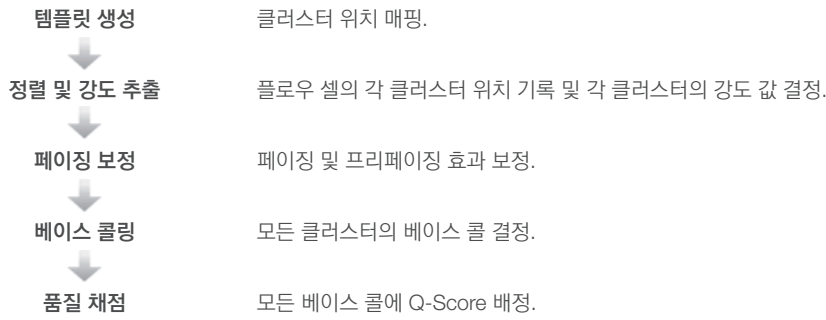 템플릿 생성 클러스터 위치 매핑.
정렬 및 강도 추출 플로우 셀의 각 클러스터 위치 기록 및 각 클러스터의 강도 값 결정.
페이징 보정 페이징 및 프리페이징 효과 보정.
베이스 콜링 모든 클러스터의 베이스 콜 결정.
품질 채점 모든 베이스 콜에 Q-Score 배정.